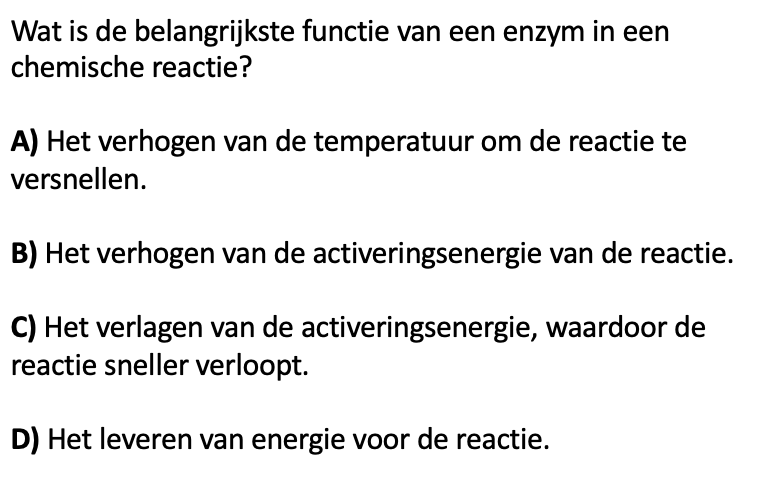 Wat is de belangrijkste functie van een enzym in een
chemische reactie?
A) Het verhogen van de temperatuur om de reactie te
versnellen.
B) Het verhogen van de activeringsenergie van de reactie.
C) Het verlagen van de activeringsenergie, waardoor de
reactie sneller verloopt.
D) Het leveren van energie voor de reactie.